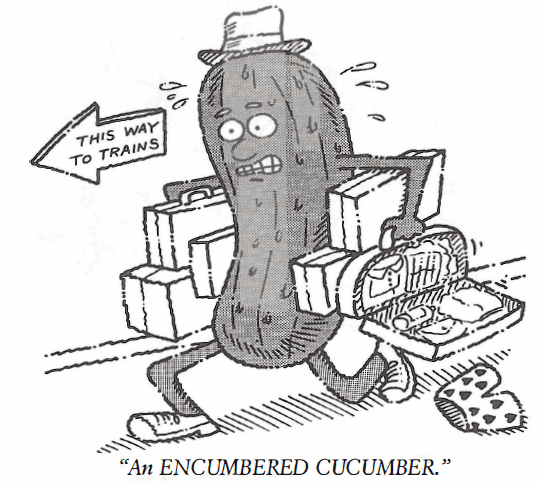 THIS WAY
TO TRAINS
“An ENCUMBERED CUCUMBER.”